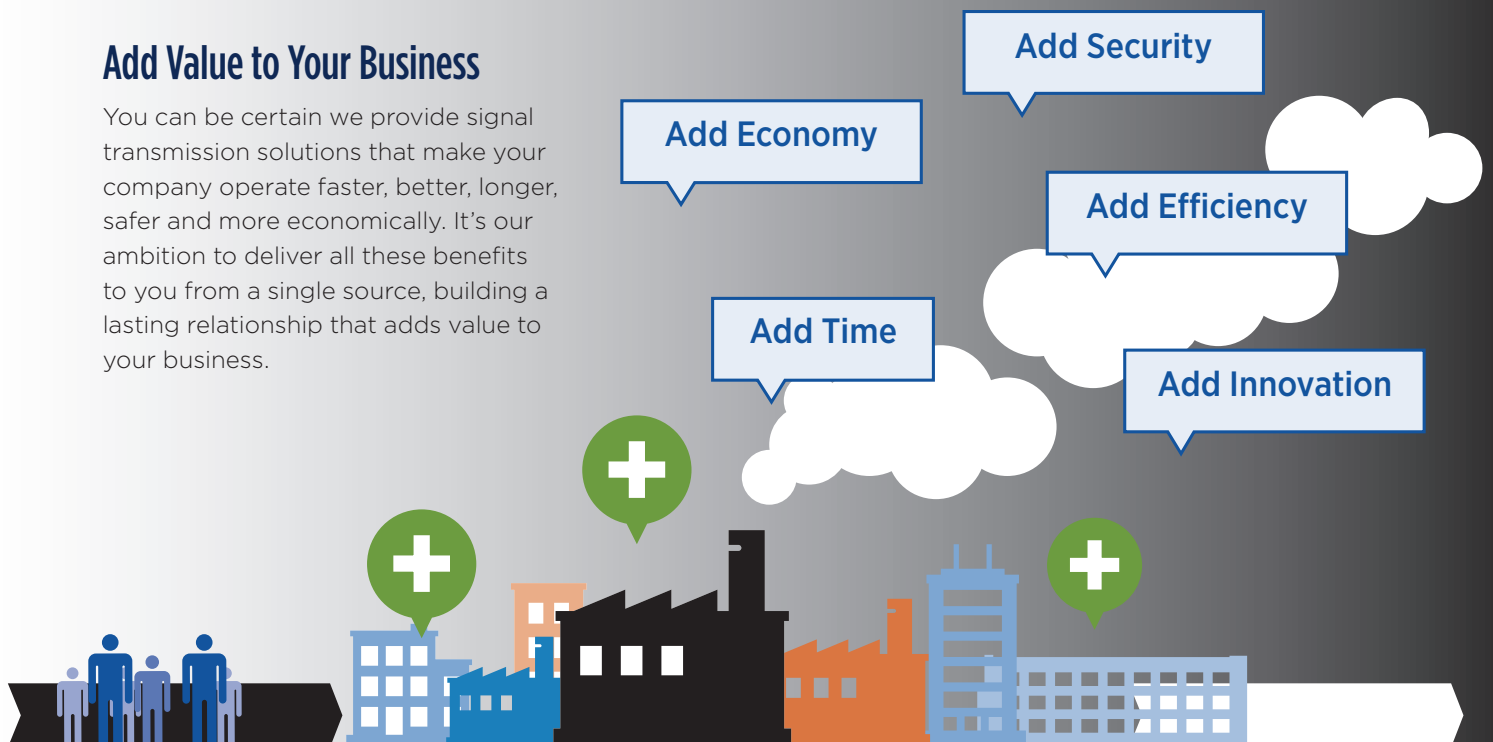 Add Value to Your Business
You can be certain we provide signal
transmission solutions that make your
company operate faster, better, longer,
safer and more economically. It’s our
ambition to deliver all these benefits
to you from a single source, building a
lasting relationship that adds value to
your business.
Add Security
Add Economy
Add Efficiency
Add Time
Add Innovation